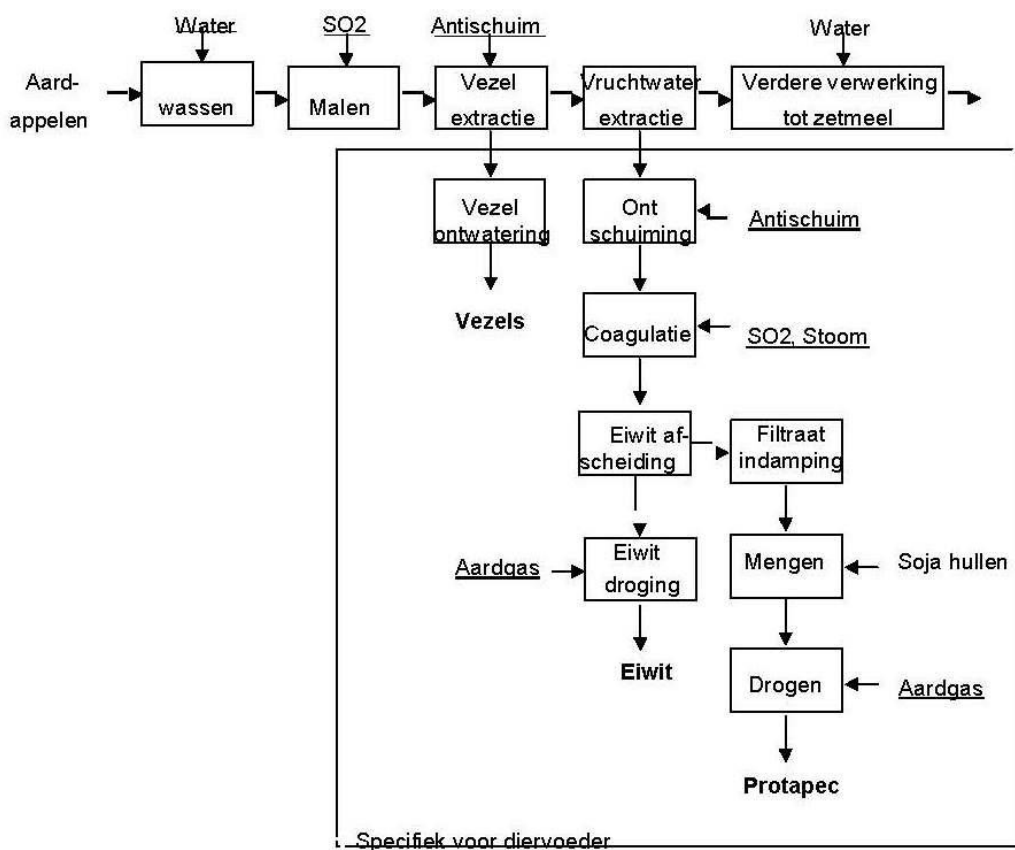 Water
SO2
Antischuim
Water
Aard-
appelen
wassen
Malen
Vezel
extractie
Vruchtwater
extractie
Verdere verwerking
tot zetmeel
Vezel
ontwatering
Ont
schuiming
Antischuim
Vezels
Coagulatie
SO2, Stoom
Eiwit af-
scheiding
Filtraat
indamping
Aardgas
Eiwit
droging
Mengen
Soja hullen
Eiwit
Drogen
Aardgas
Protapec
Specifiek voor diervoeder